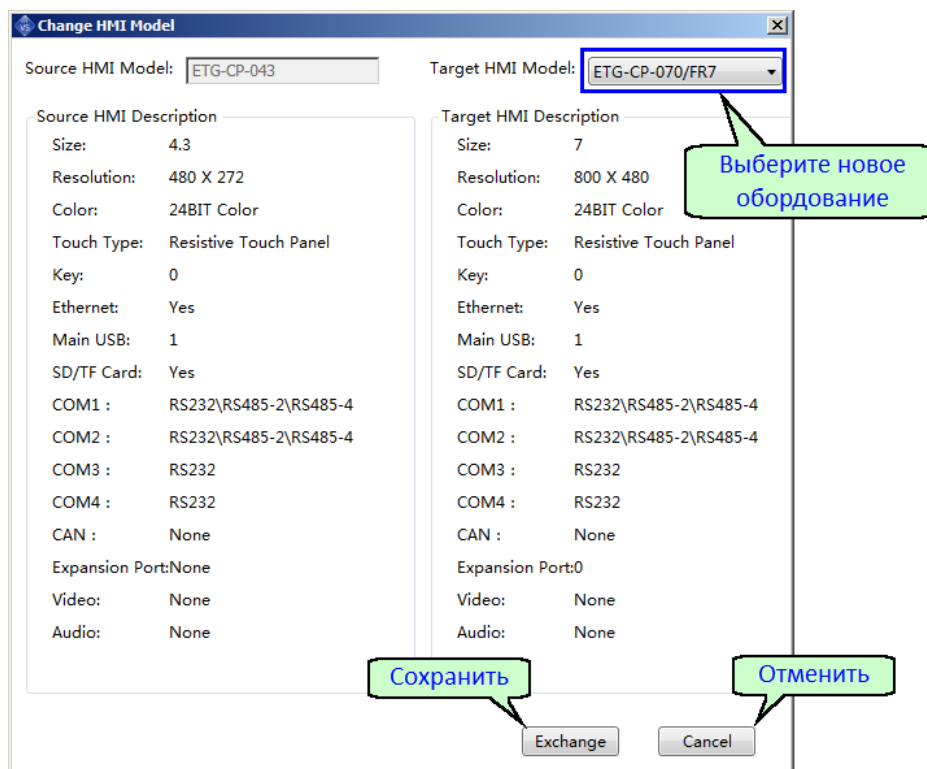 Change HMI Model
Source HMI Model: ETG-CP-043 Target HMI Model: ETG-CP-070/FR7
Выберите новое
обордование
Source HMI Description
Size: 4.3
Resolution: 480 X 272
Color: 24BIT Color
Touch Type: Resistive Touch Panel
Key: 0
Ethernet: Yes
Main USB: 1
SD/TF Card: Yes
COM1 : RS232\RS485-2\RS485-4
COM2 : RS232\RS485-2\RS485-4
COM3 : RS232
COM4 : RS232
CAN : None
Expansion Port:None
Video: None
Audio: None
Target HMI Description
Size: 7
Resolution: 800 X 480
Color: 24BIT Color
Touch Type: Resistive Touch Panel
Key: 0
Ethernet: Yes
Main USB: 1
SD/TF Card: Yes
COM1 : RS232\RS485-2\RS485-4
COM2 : RS232\RS485-2\RS485-4
COM3 : RS232
COM4 : RS232
CAN : None
Expansion Port:0
Video: None
Audio: None
Сохранить
Отменить
Exchange
Cancel